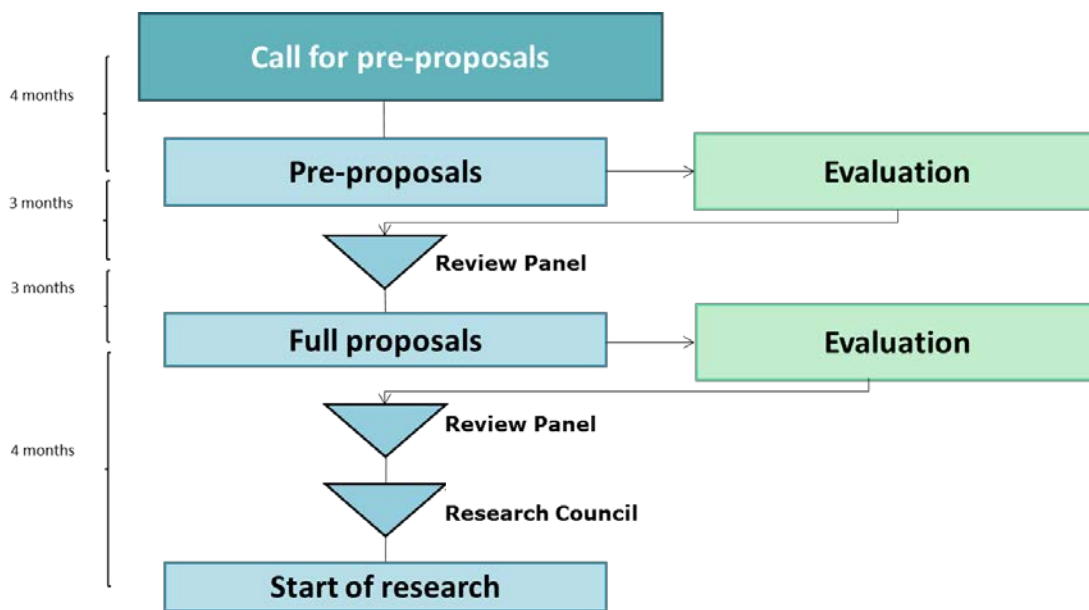 Call for pre-proposals
4 months
Pre-proposals
Evaluation
3 months
Review Panel
3 months
Full proposals
Evaluation
Review Panel
4 months
Research Council
Start of research